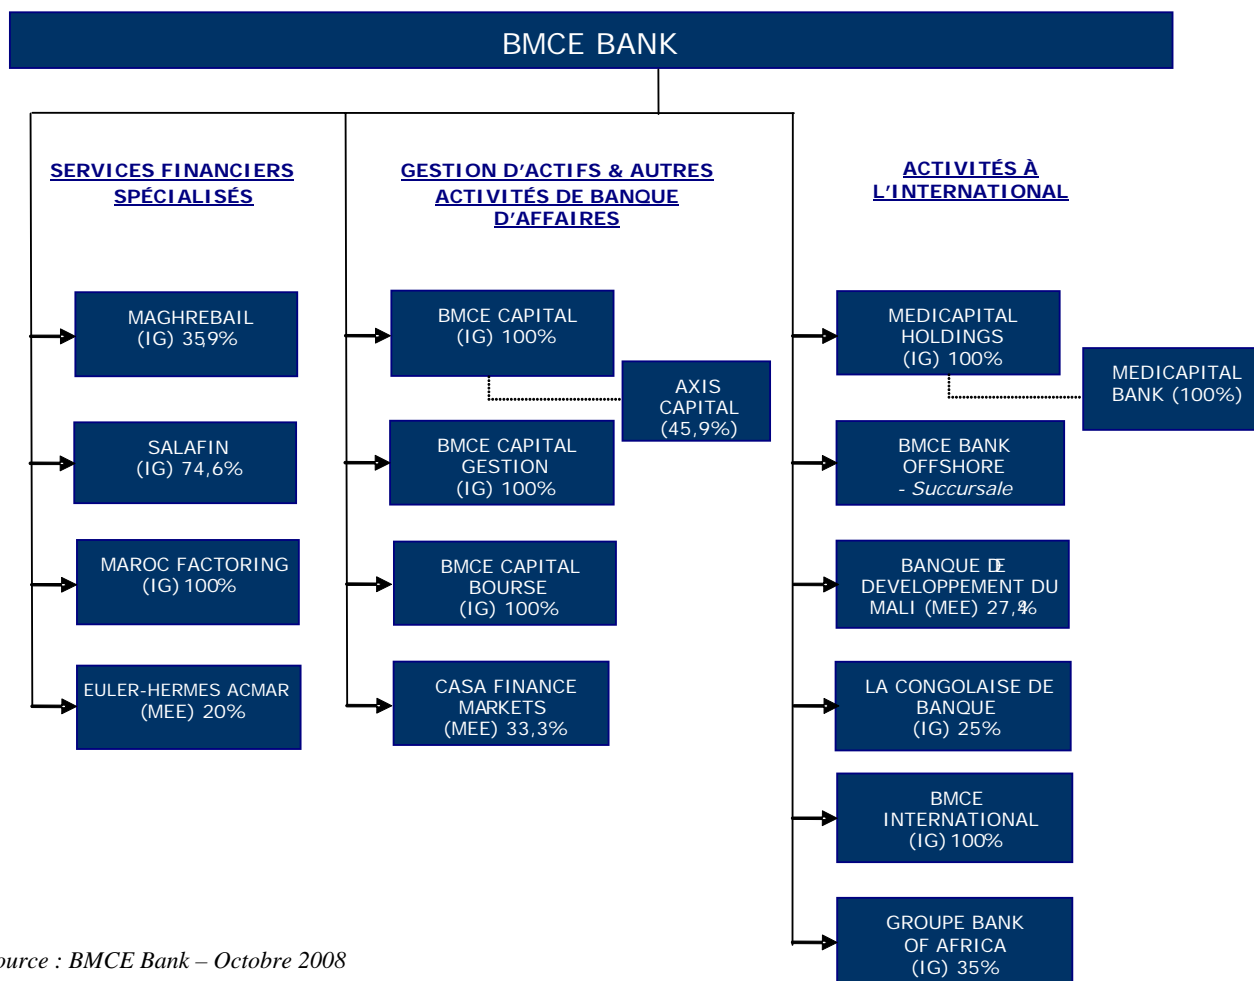 BMCE BANK
SERVICES FINANCIERS
SPÉCIALISÉS
MAGHREBAIL
(IG) 35,9%
SALAFIN
(IG) 74,6%
MAROC FACTORING
(IG) 100%
EULER-HERMES ACMAR
(MEE) 20%
GESTION D'ACTIFS & AUTRES
ACTIVITÉS DE BANQUE
D'AFFAIRES
BMCE CAPITAL
(IG) 100%
AXIS
CAPITAL
(45,9%)
BMCE CAPITAL
GESTION
(IG) 100%
BMCE CAPITAL
BOURSE
(IG) 100%
CASA FINANCE
MARKETS
(MEE) 33,3%
ACTIVITÉS À
L'INTERNATIONAL
MEDICAPITAL
HOLDINGS
(IG) 100%
MEDICAPITAL
BANK (100%)
BMCE BANK
OFFSHORE
- Succursale
BANQUE DE
DEVELOPPEMENT DU
MALI (MEE) 27,4%
LA CONGOLAISE DE
BANQUE
(IG) 25%
BMCE
INTERNATIONAL
(IG) 100%
GROUPE BANK
OF AFRICA
(IG) 35%
ource : BMCE Bank – Octobre 2008